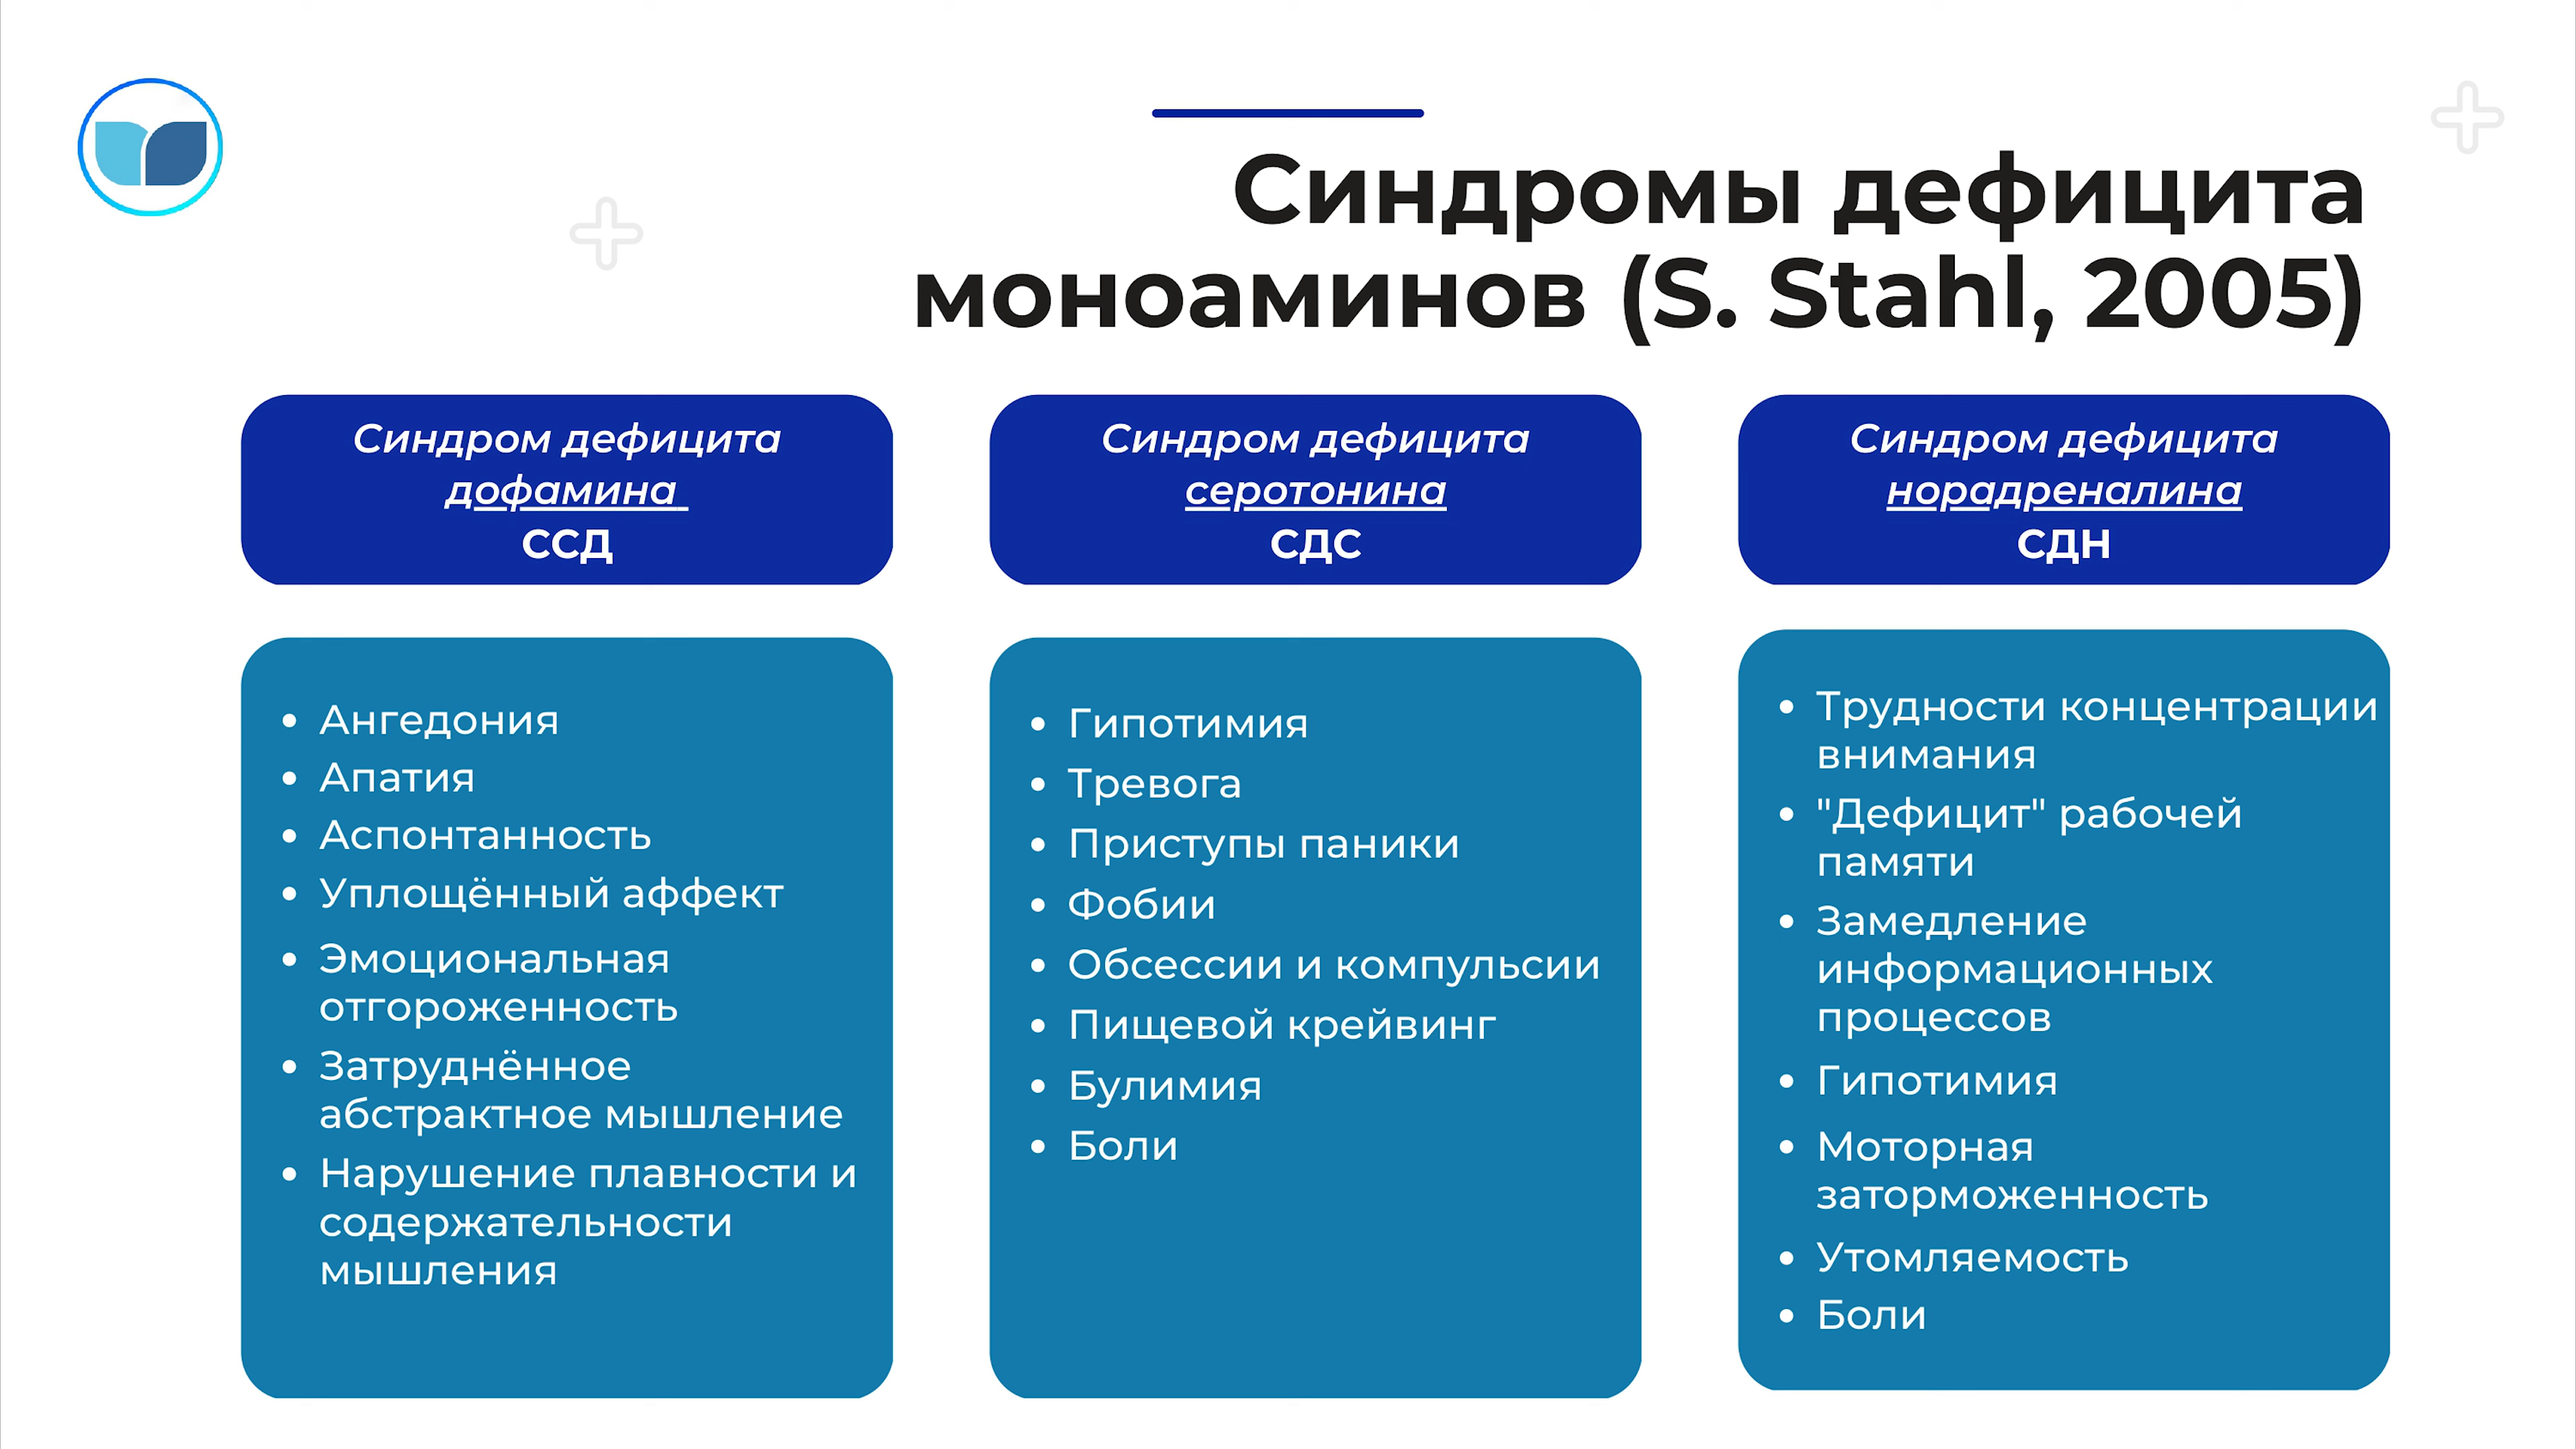 Синдромы дефицита
моноаминов (S. Stahl, 2005)
Синдром дефицита
дофамина
ССД
Ангедония
Апатия
Аспонтанность
Уплощённый аффект
Эмоциональная
отгороженность
Затруднённое
абстрактное мышление
Нарушение плавности и
содержательности
мышления
Синдром дефицита
серотонина
СДС
Гипотимия
Тревога
Приступы паники
Фобии
Обсессии и компульсии
Пищевой крейвинг
Булимия
Боли
Синдром дефицита
норадреналина
СДН
Трудности концентрации
внимания
"Дефицит" рабочей
памяти
Замедление
информационных
процессов
Гипотимия
Моторная
заторможенность
Утомляемость
Боли